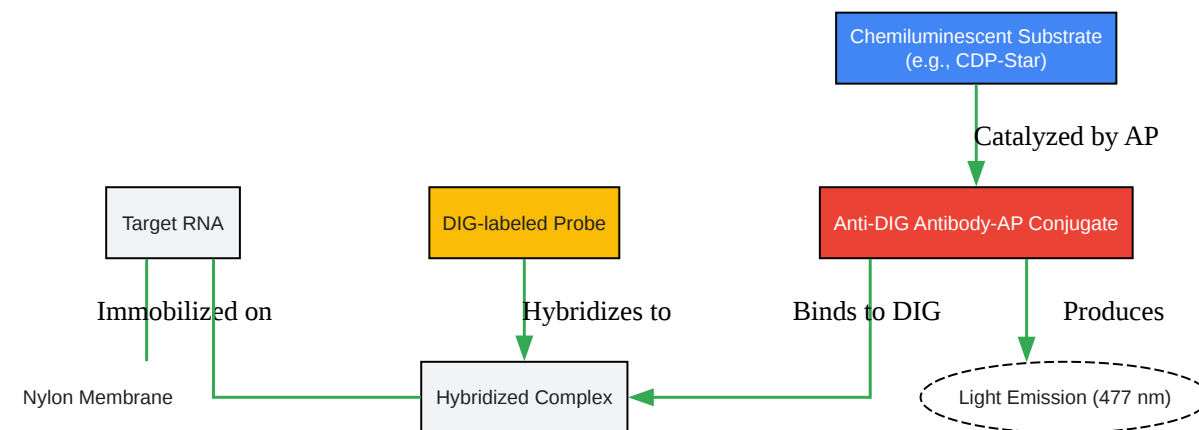 Chemiluminescent Substrate
(e.g., CDP-Star)
Catalyzed by AP
Target RNA
DIG-labeled Probe
Anti-DIG Antibody-AP Conjugate
Immobilized on
Hybridizes to
Binds to DIG
Produces
Nylon Membrane
Hybridized Complex
Light Emission (477 nm)